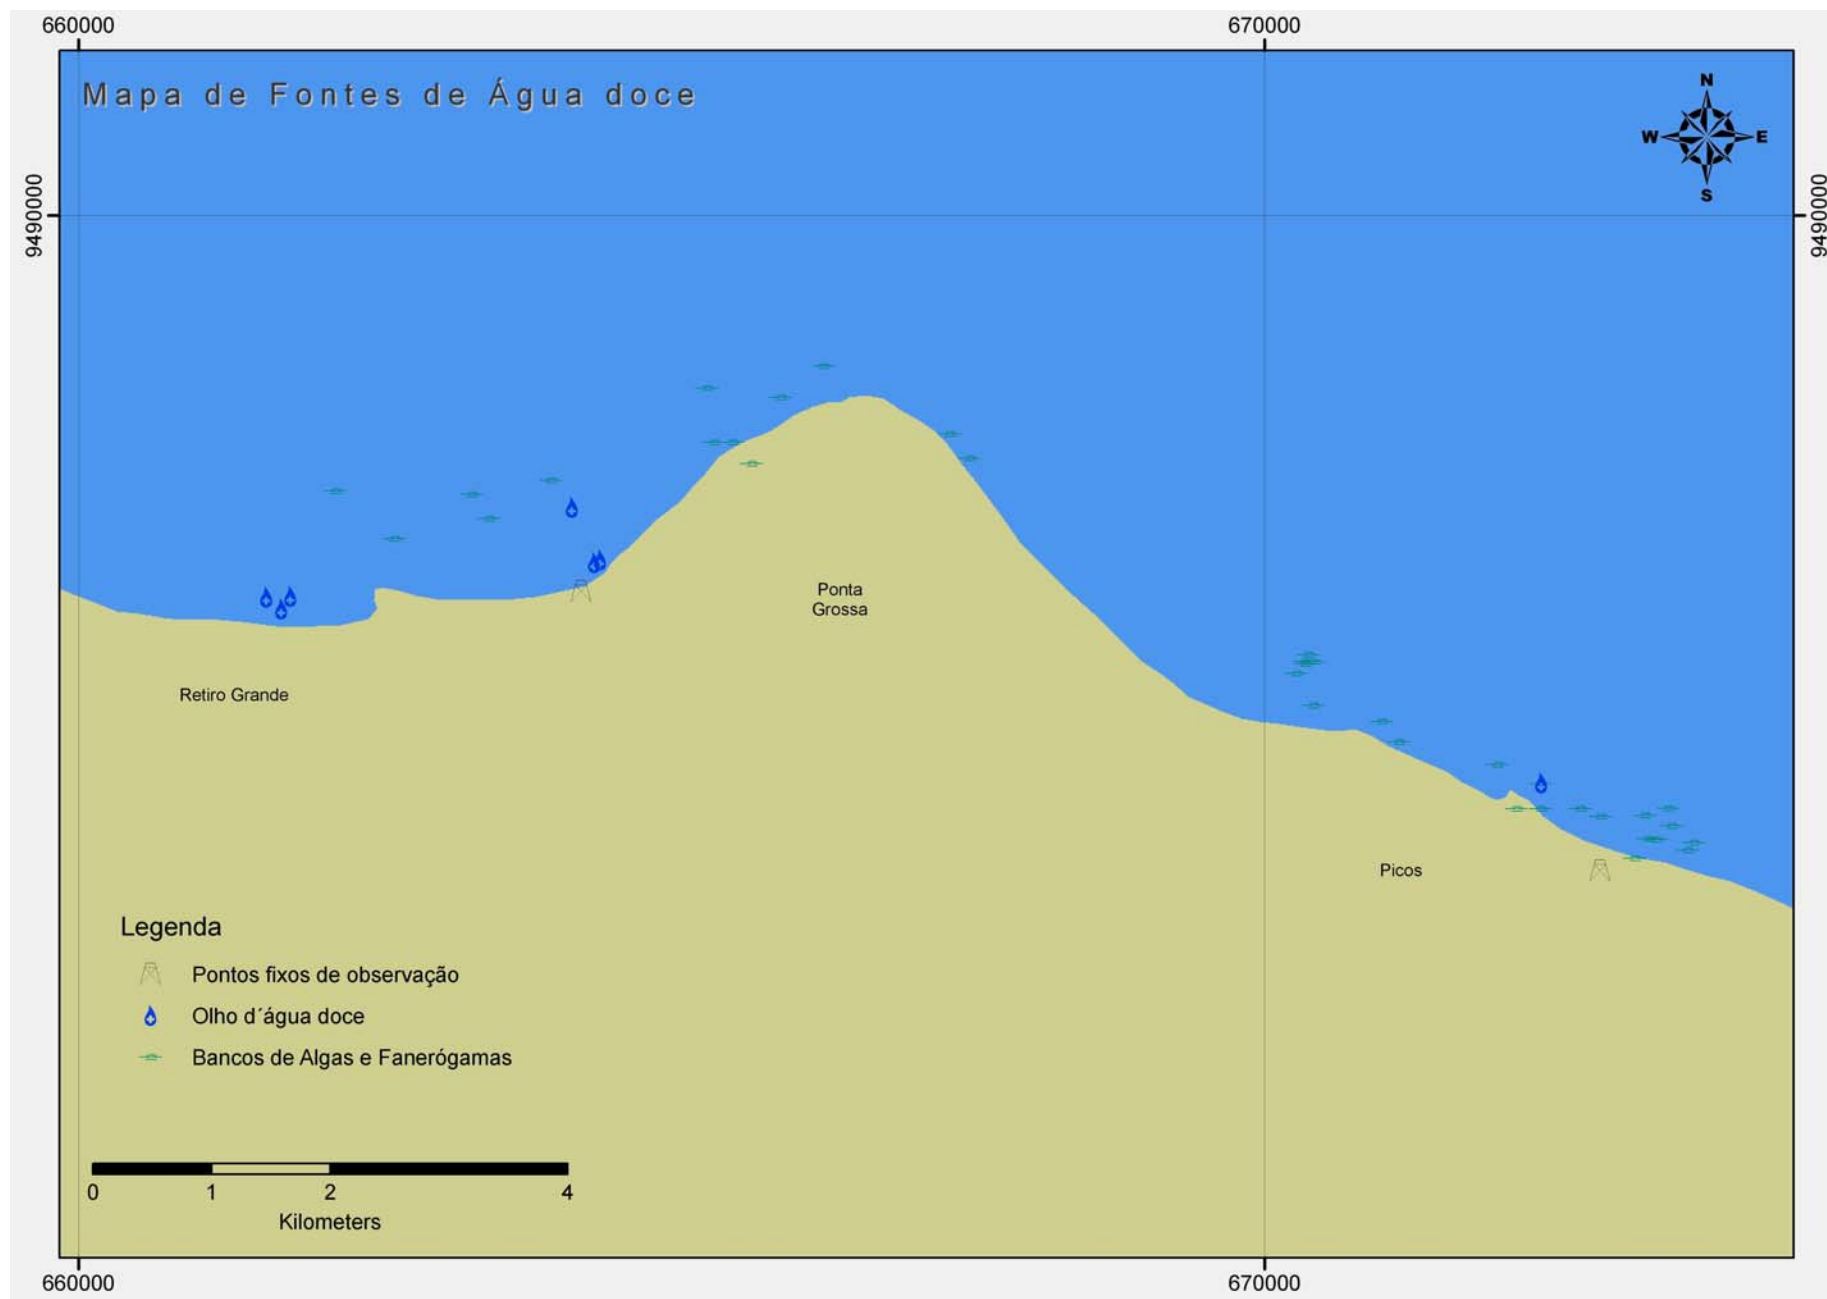 660000 670000
Mapa de Fontes de Água doce
N
W E
S
9490000 9490000
Ponta
Grossa
Retiro Grande
Picos
Legenda
Pontos fixos de observação
Olho d´água doce
Bancos de Algas e Fanerógamas
0 1 2 4
Kilometers
660000 670000